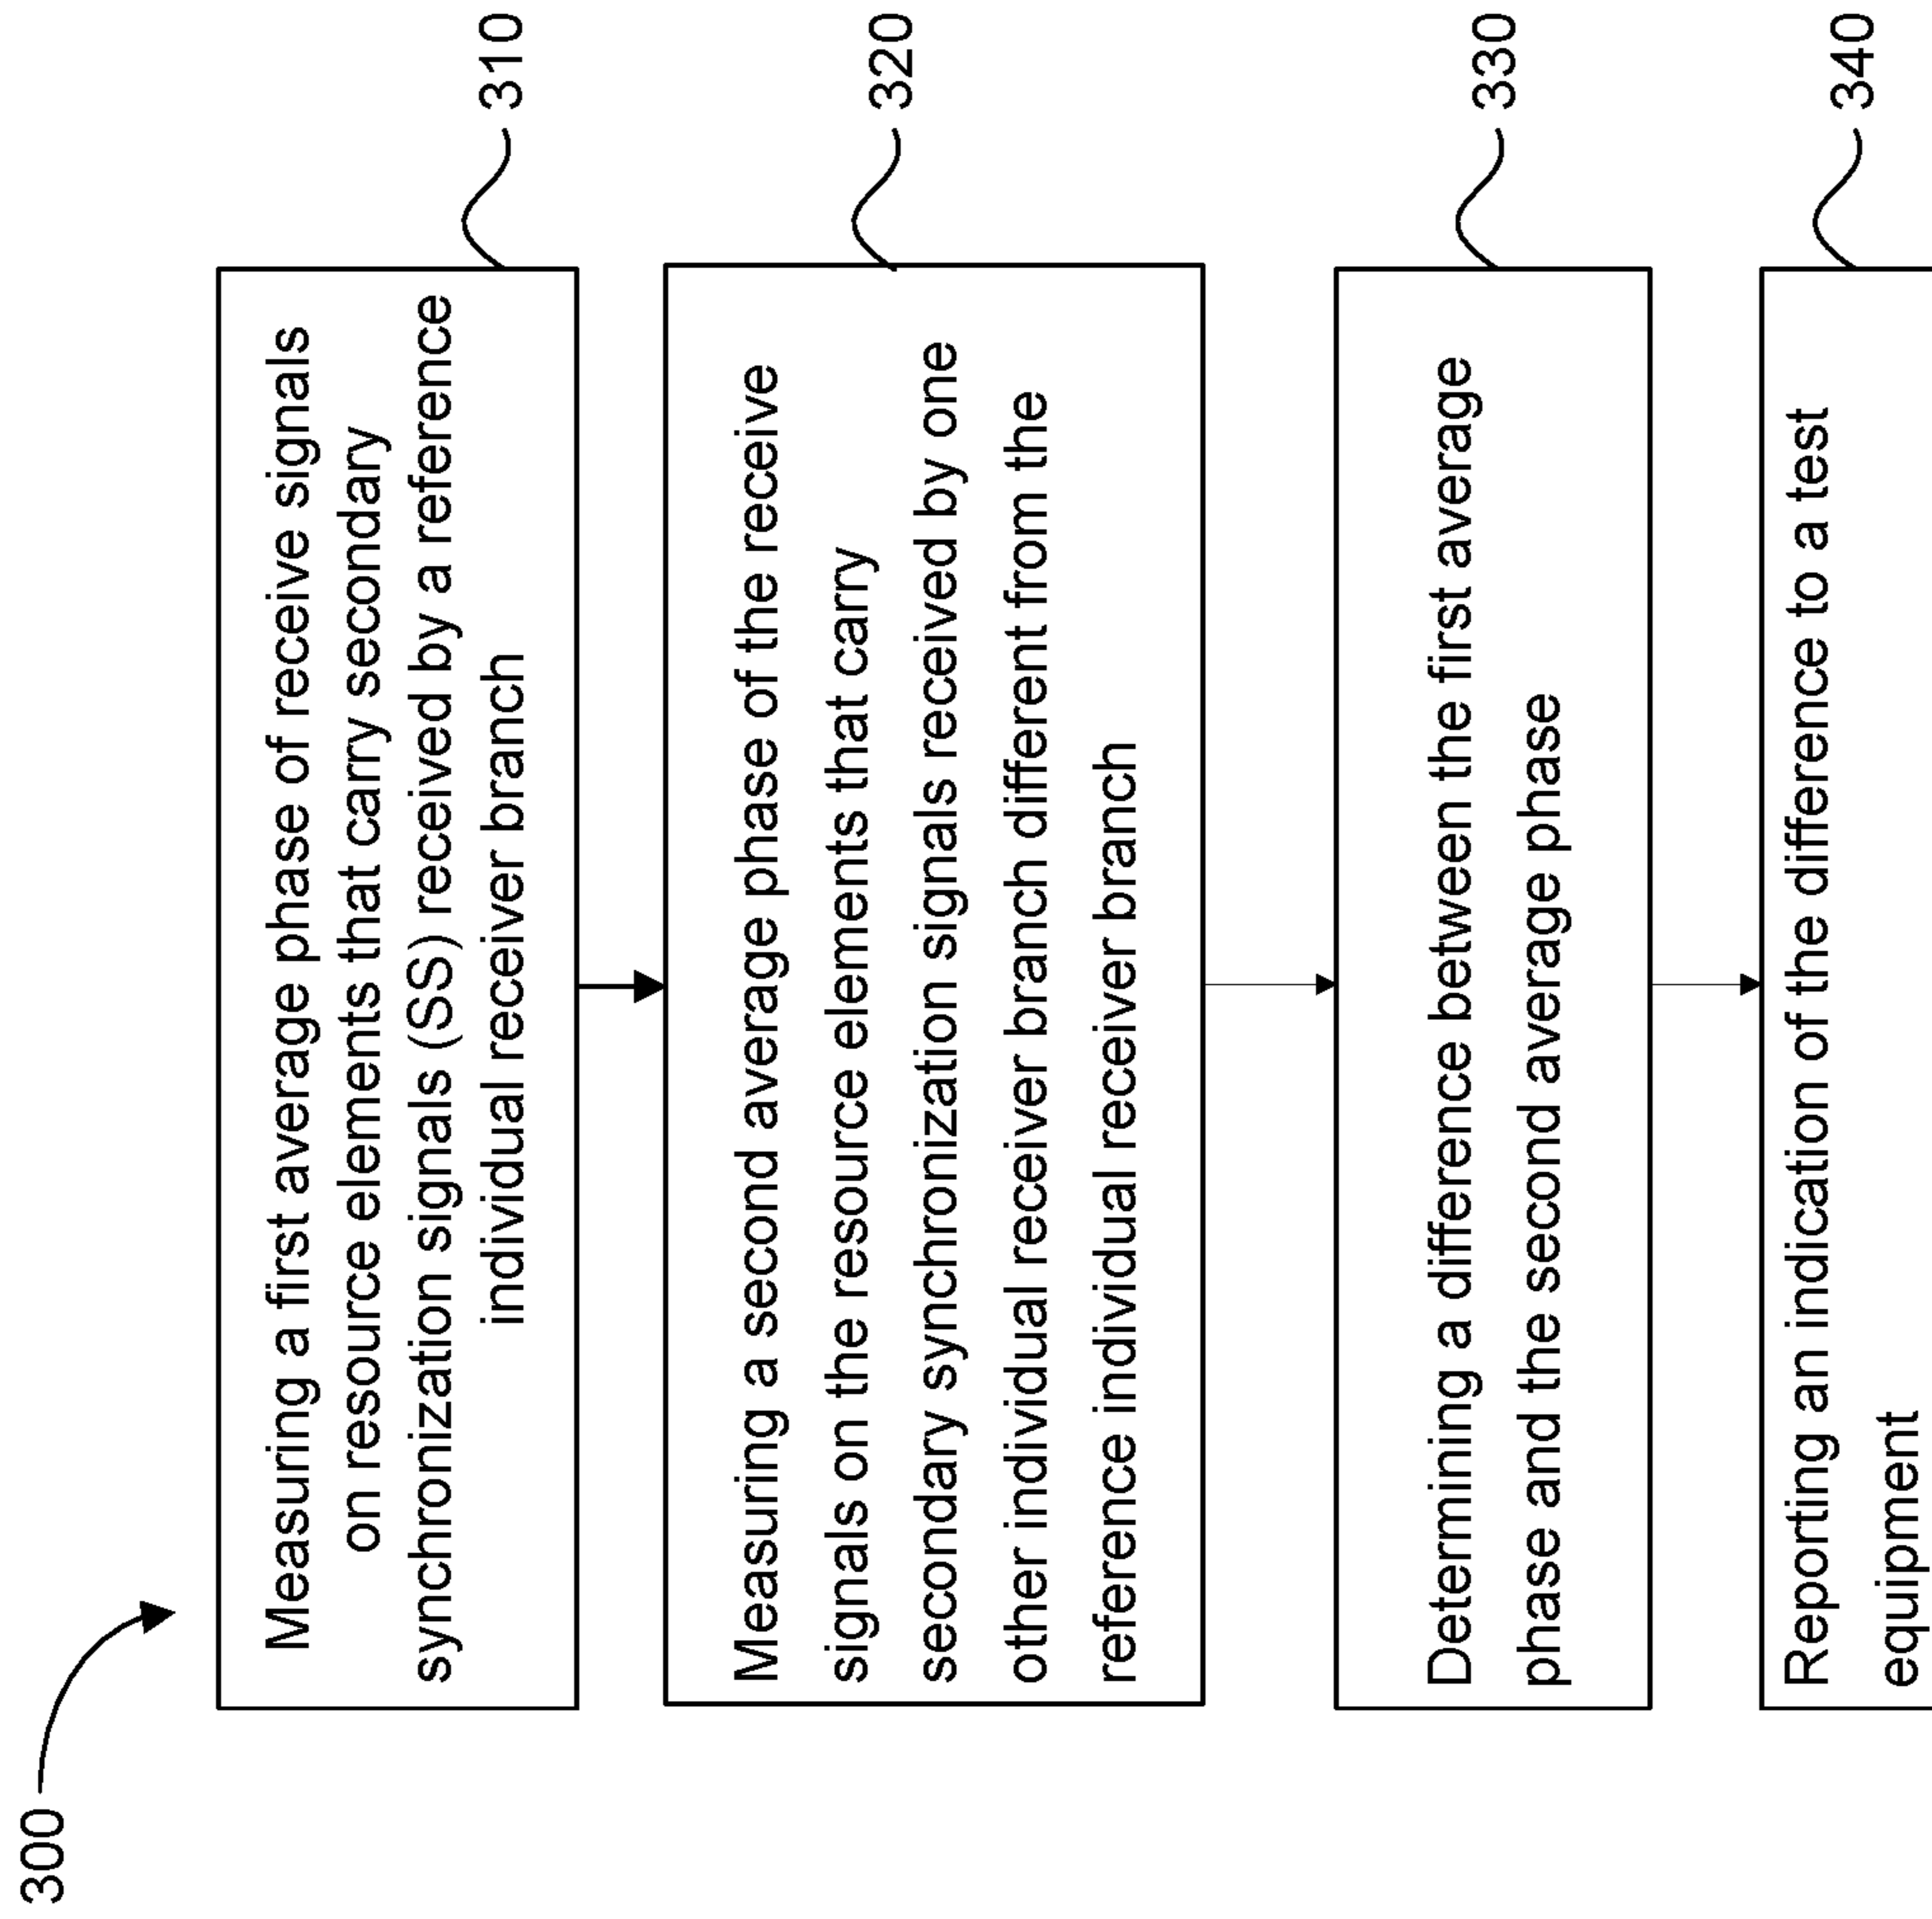 300
Measuring a first average phase of receive signals
on resource elements that carry secondary
synchronization signals (SS) received by a reference
individual receiver branch
310
Measuring a second average phase of the receive
signals on the resource elements that carry
secondary synchronization signals received by one
other individual receiver branch different from the
reference individual receiver branch
320
Determining a difference between the first average
phase and the second average phase
330
Reporting an indication of the difference to a test
equipment
340